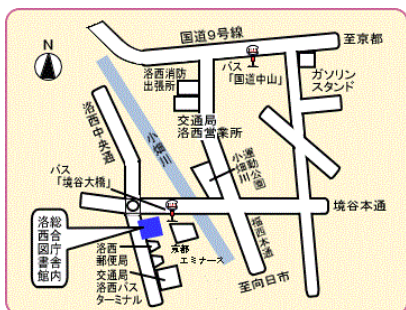 N
国道9号線
至京都
バス
「国道中山」
ガソリン
スタンド
洛西消防
出張所
交通局
洛西営業所
洛西中央通
小畑川
小畑川
運動公園
バス
「境谷大橋」
境谷本通
福西本通
至向日市
京都
エミナース
洛西
郵便局
交通局
洛西バス
ターミナル
総合庁舎内
洛西図書館